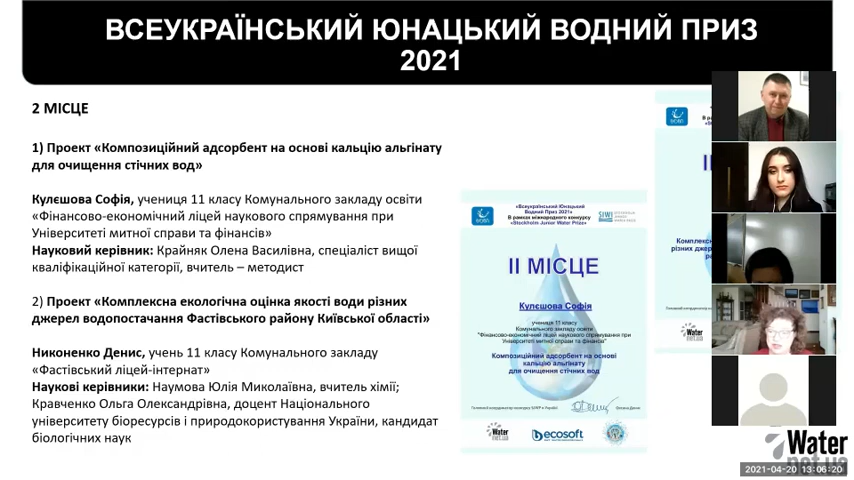 ВСЕУКРАЇНСЬКИЙ ЮНАЦЬКИЙ ВОДНИЙ ПРИЗ
2021
2 МІСЦЕ
1) Проект «Композиційний адсорбент на основі кальцію альгінату
для очищення стічних вод»
Кулєшова Софія, учениця 11 класу Комунального закладу освіти
«Фінансово-економічний ліцей наукового спрямування при
Університеті митної справи та фінансів»
Науковий керівник: Крайняк Олена Василівна, спеціаліст вищої
кваліфікаційної категорії, вчитель – методист
2) Проект «Комплексна екологічна оцінка якості води різних
джерел водопостачання Фастівського району Київської області»
Никоненко Денис, учень 11 класу Комунального закладу
«Фастівський ліцей-інтернат»
Наукові керівники: Наумова Юлія Миколаївна, вчитель хімії;
Кравченко Ольга Олександрівна, доцент Національного
університету біоресурсів і природокористування України, кандидат
біологічних наук
«Всеукраїнський Юнацький
Водний Приз 2021»
В рамках міжнародного конкурсу
«Stockholm Junior Water Prize»
SIWI
II МІСЦЕ
Кулєшова Софія
учениця 11 класу
Комунального закладу освіти
"Фінансово-економічний ліцей наукового спрямування при
Університеті митної справи та фінансів"
Композиційний адсорбент на основі
кальцію альгінату
для очищення стічних вод
Water
net.ua
ecosoft
Water
net.ua
2021-04-20 13:06:20